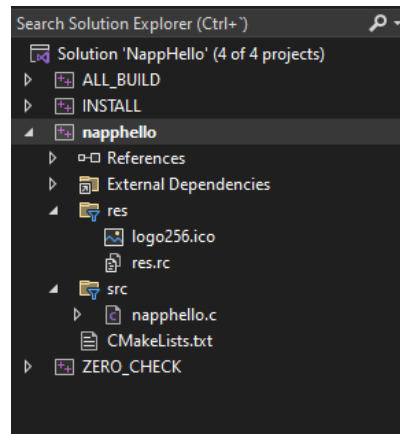 Search Solution Explorer (Ctrl+`)
Solution 'NappHello' (4 of 4 projects)
ALL_BUILD
INSTALL
napphello
References
External Dependencies
res
logo256.ico
res.rc
src
napphello.c
CMakeLists.txt
ZERO_CHECK